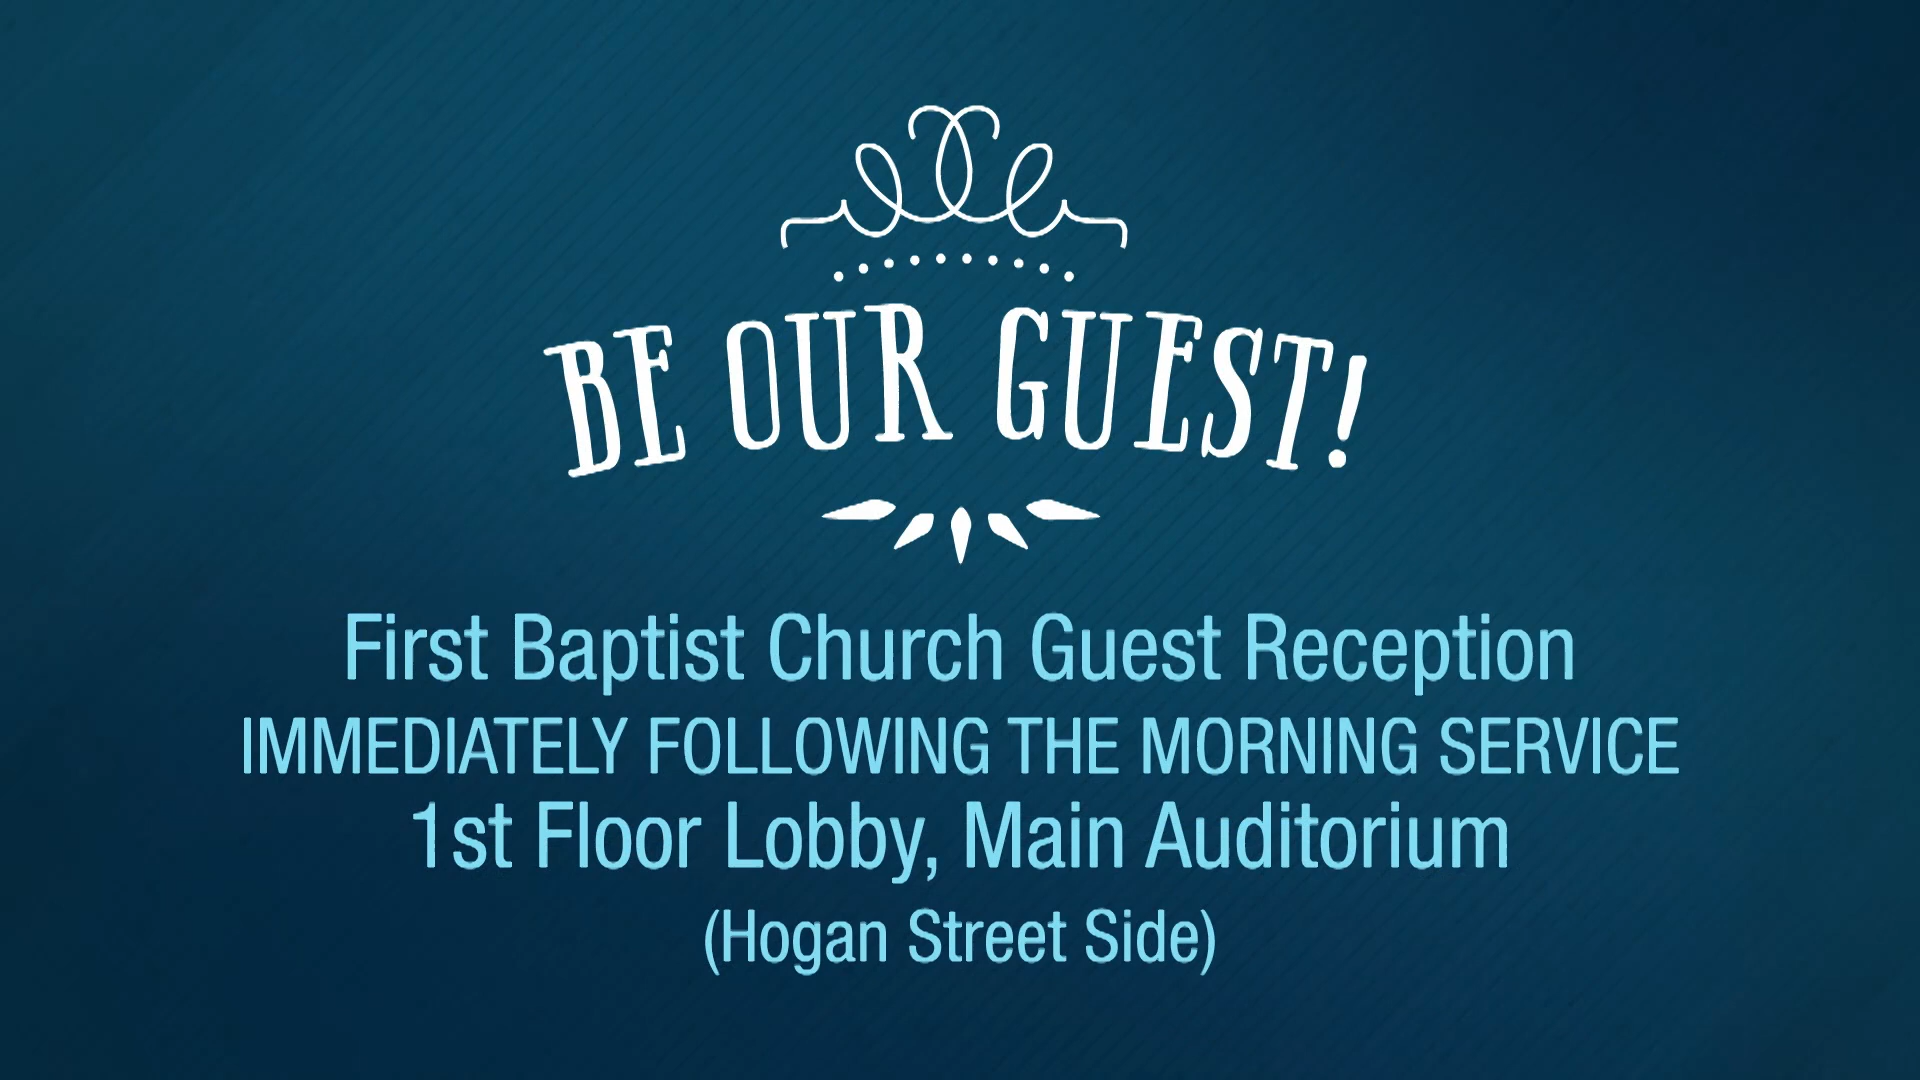 BE OUR GUEST!
First Baptist Church Guest Reception
IMMEDIATELY FOLLOWING THE MORNING SERVICE
1st Floor Lobby, Main Auditorium
(Hogan Street Side)